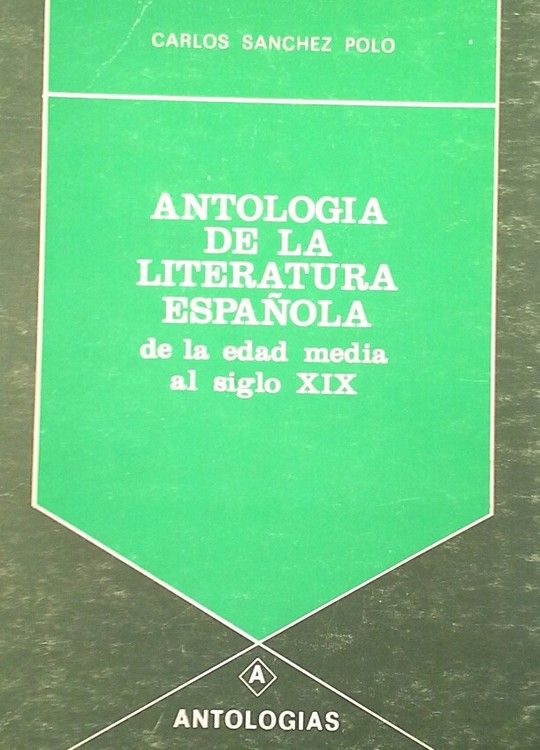 CARLOS SANCHEZ POLO
ANTOLOGIA
DE LA
LITERATURA
ESPAÑOLA
de la edad media
al siglo XIX
A
ANTOLOGIAS